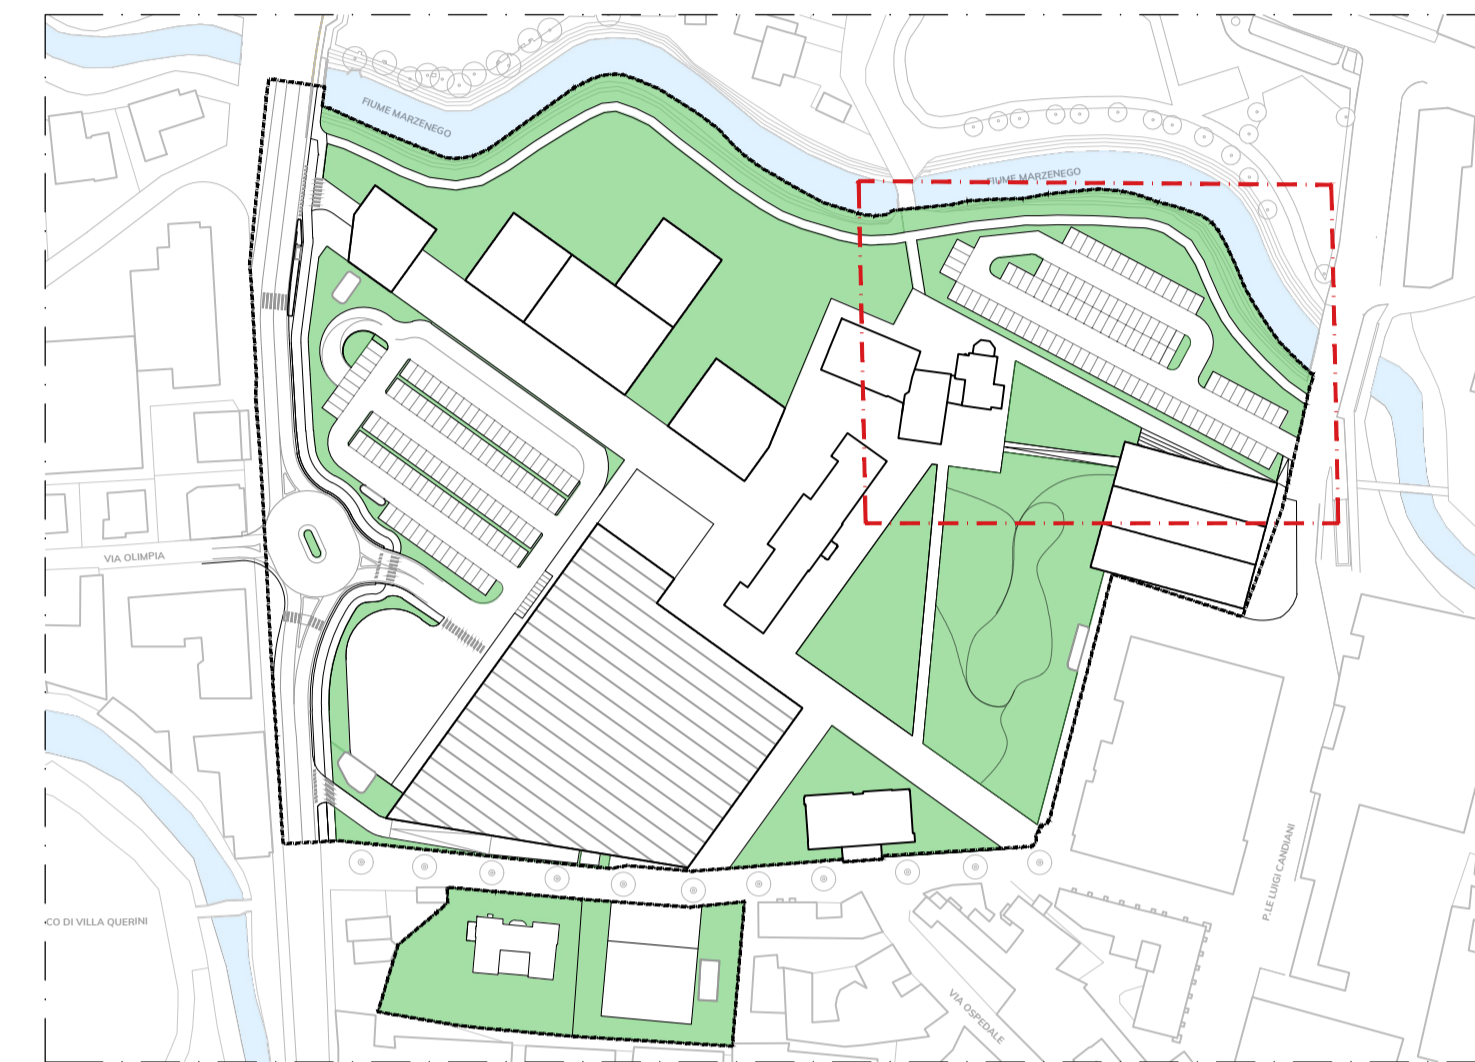 FIUME MARZENEGO
FIUME MARZENEGO
VIA OLIMPIA
CO DI VILLA QUERINI
P.LE LUIGI CANDIANI
VIA OSPEDALE